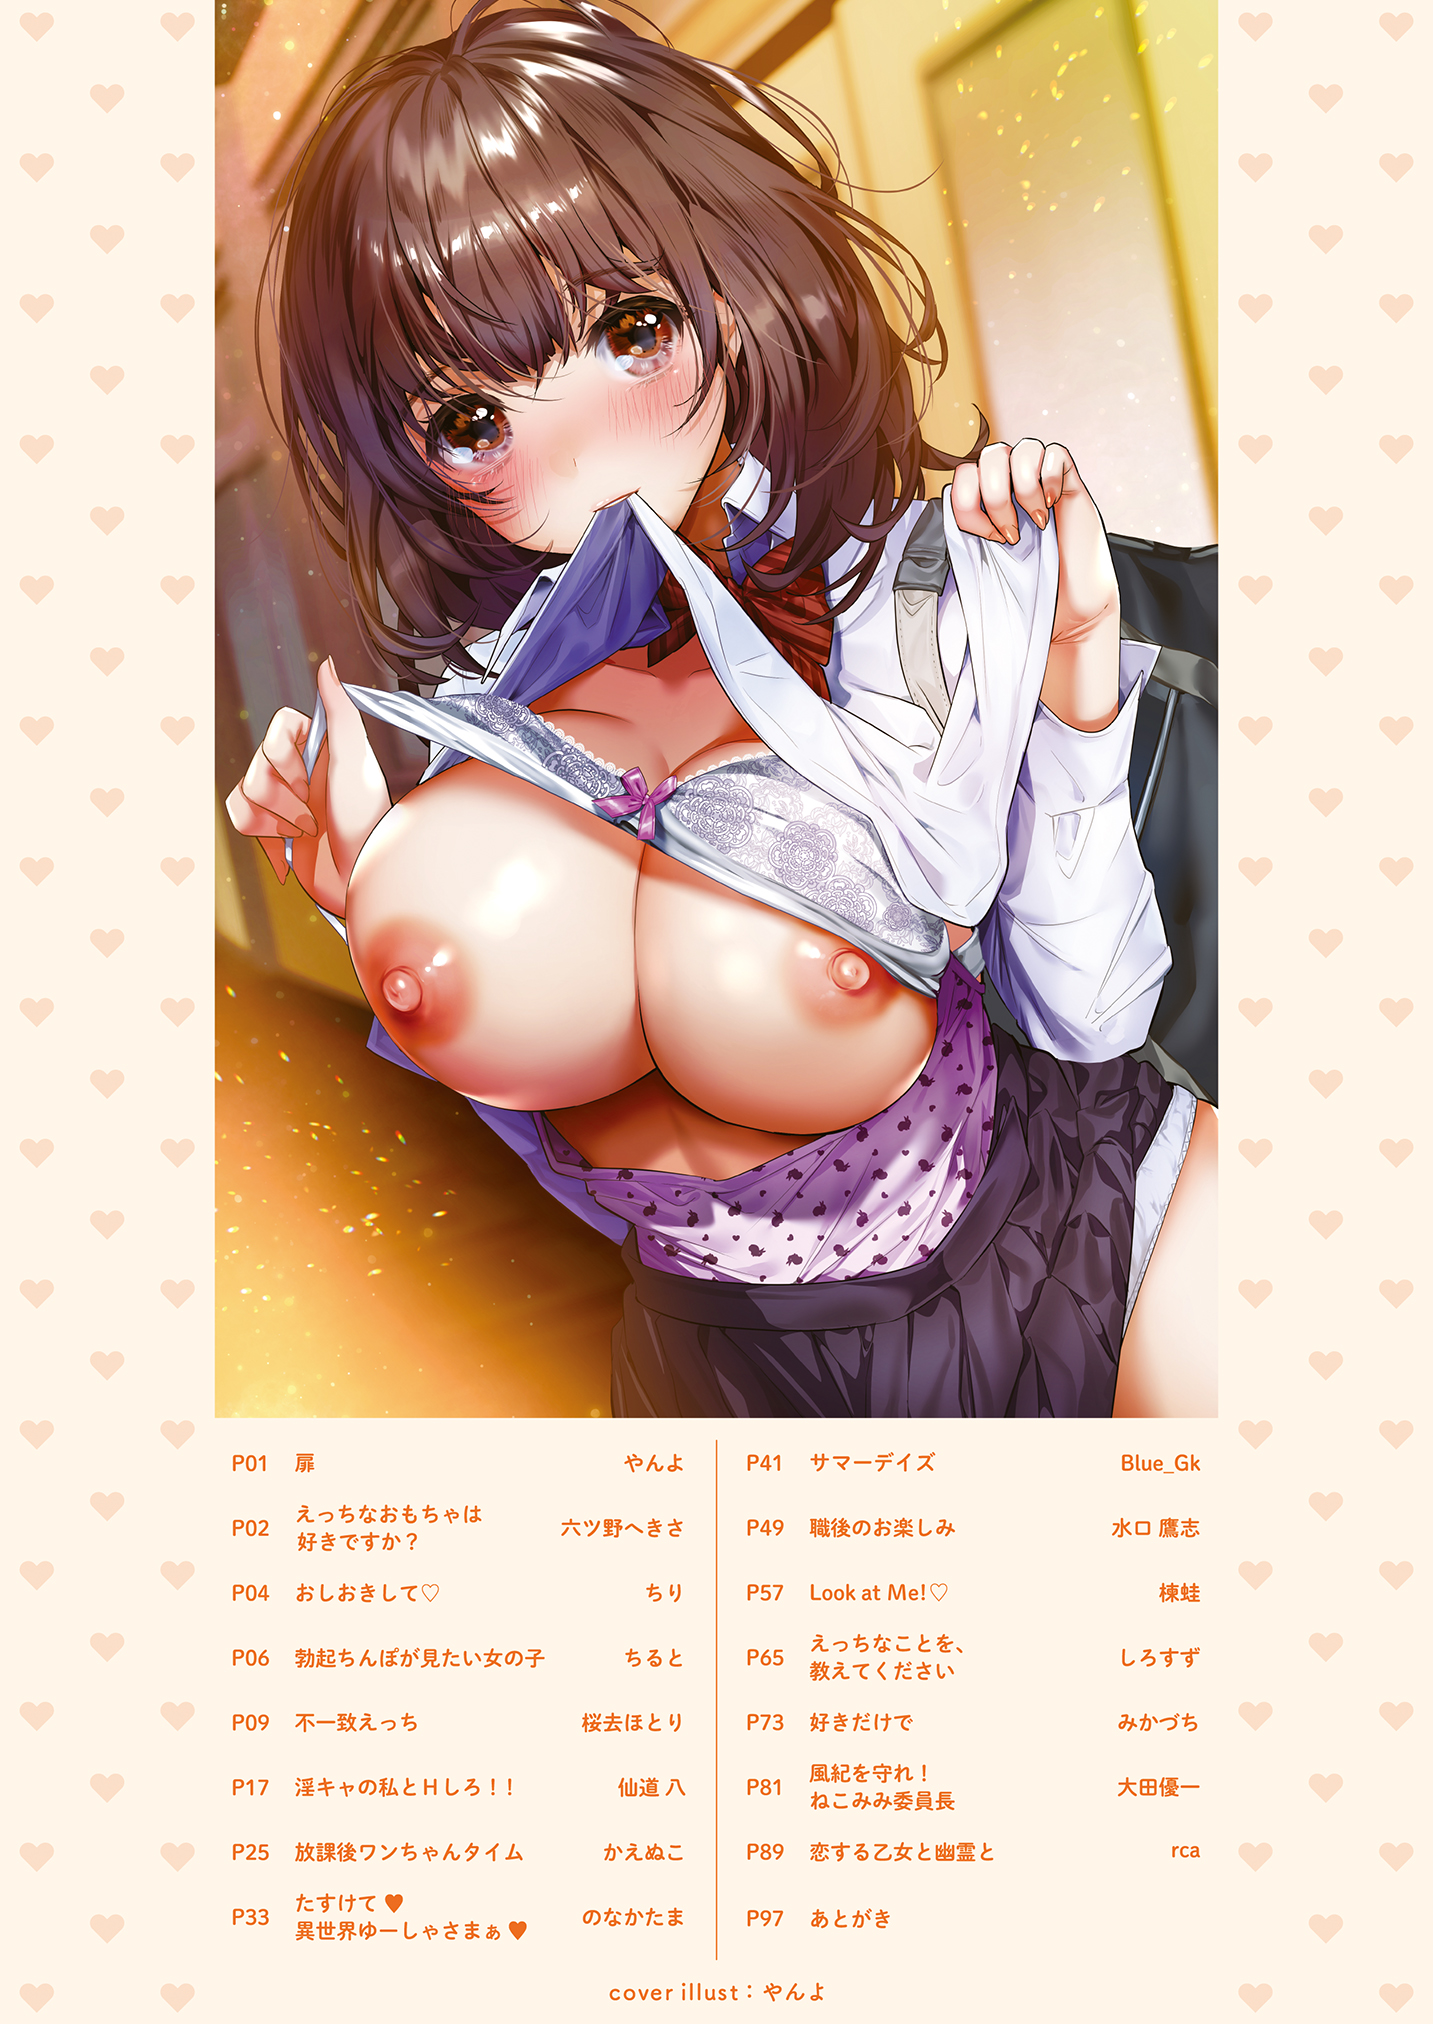 P01 扉 やんよ
P02 えっちなおもちゃは
好きですか？ 六ツ野へきさ
P04 おしおきして♡ ちり
P06 勃起ちんぽが見たい女の子 ちると
P09 不一致えっち 桜去ほとり
P17 淫キャの私とHしろ！！ 仙道 八
P25 放課後ワンちゃんタイム かえぬこ
P33 たすけて♥
異世界ゆーしゃさまぁ♥ のなかたま
P41 サマーデイズ Blue_Gk
P49 職後のお楽しみ 水口 鷹志
P57 Look at Me!♡ 棟蛙
P65 えっちなことを、
教えてください しろすず
P73 好きだけで みかづち
P81 風紀を守れ！
ねこみみ委員長 大田優一
P89 恋する乙女と幽霊と rca
P97 あとがき
cover illust：やんよ